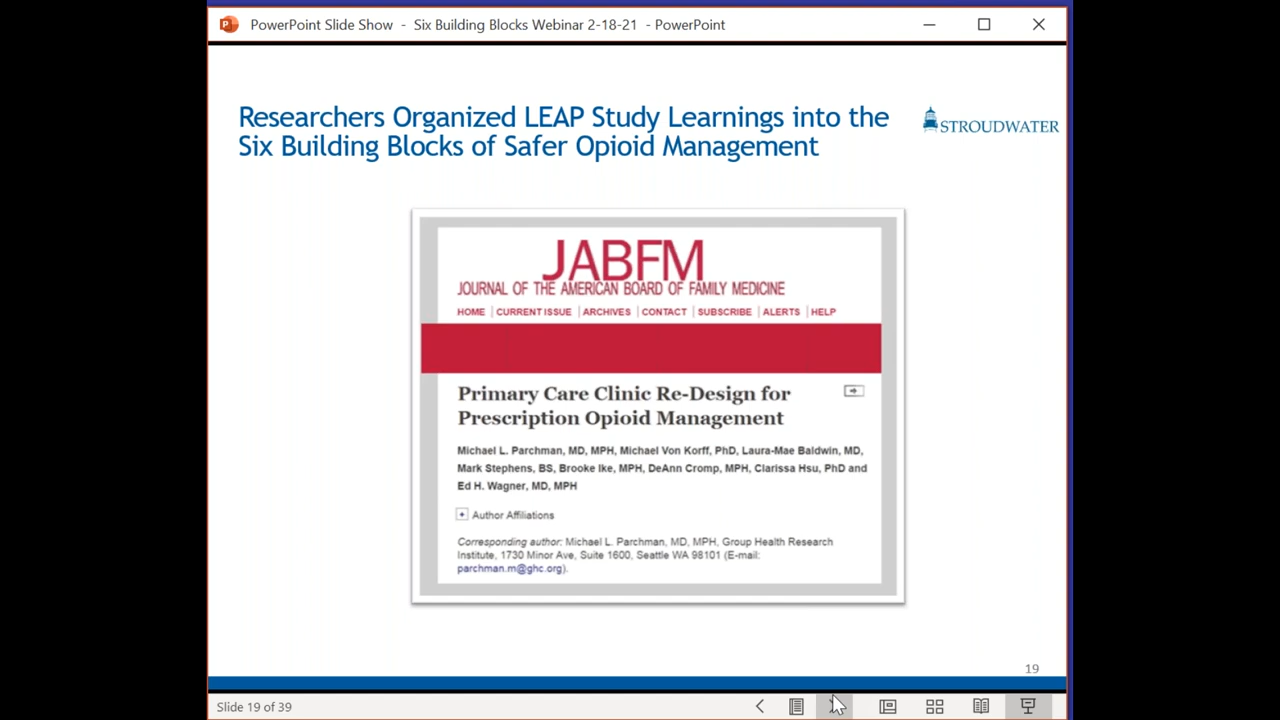 PowerPoint Slide Show - Six Building Blocks Webinar 2-18-21 - PowerPoint
Researchers Organized LEAP Study Learnings into the
Six Building Blocks of Safer Opioid Management
STROUDWATER
JABFM
JOURNAL OF THE AMERICAN BOARD OF FAMILY MEDICINE
HOME | CURRENT ISSUE | ARCHIVES | CONTACT | SUBSCRIBE | ALERTS | HELP
Primary Care Clinic Re-Design for
Prescription Opioid Management
Michael L. Parchman, MD, MPH, Michael Von Korff, PhD, Laura-Mae Baldwin, MD,
Mark Stephens, BS, Brooke Ike, MPH, DeAnn Cromp, MPH, Clarissa Hsu, PhD and
Ed H. Wagner, MD, MPH
+ Author Affiliations
Corresponding author: Michael L. Parchman, MD, MPH, Group Health Research
Institute, 1730 Minor Ave, Suite 1600, Seattle WA 98101 (E-mail:
parchman.m@ghc.org).
19
Slide 19 of 39